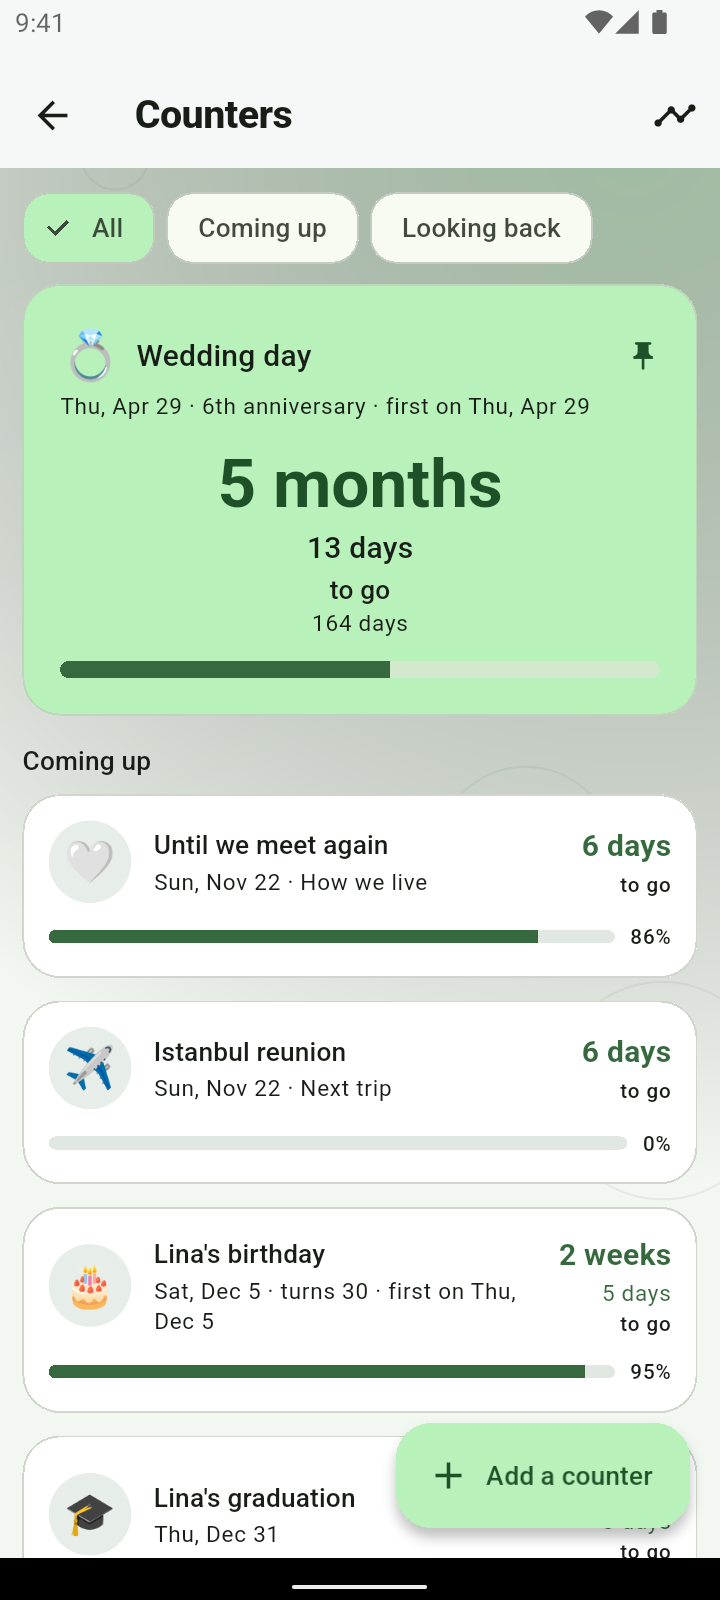 9:41
Counters
All
Coming up
Looking back
Wedding day
Thu, Apr 29 · 6th anniversary · first on Thu, Apr 29
5 months
13 days
to go
164 days
Coming up
Until we meet again
Sun, Nov 22 · How we live
6 days
to go
86%
Istanbul reunion
Sun, Nov 22 · Next trip
6 days
to go
0%
Lina's birthday
Sat, Dec 5 · turns 30 · first on Thu,
Dec 5
2 weeks
5 days
to go
95%
Lina's graduation
Thu, Dec 31
days
to go
Add a counter